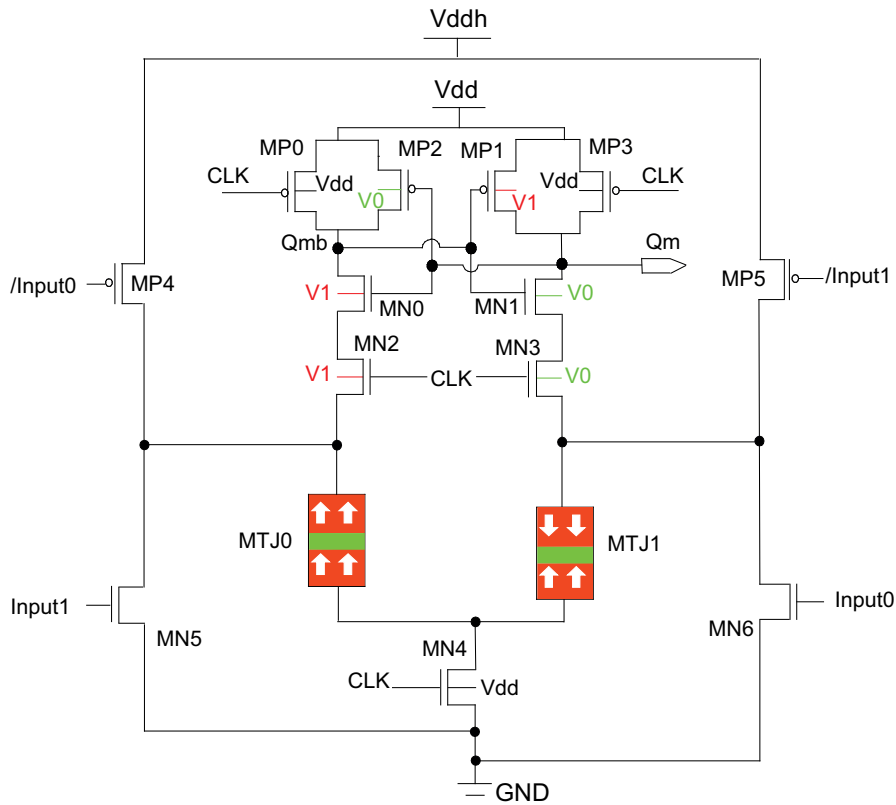 Vddh
Vdd
MP0
MP2
MP1
MP3
CLK
Vdd
V0
V1
Vdd
CLK
Qmb
Qm
/Input0
MP4
V1
MN0
MN1
V0
MP5
/Input1
MN2
MN3
V1
CLK
V0
MTJ0
MTJ1
Input1
MN5
MN4
MN6
Input0
CLK
Vdd
GND